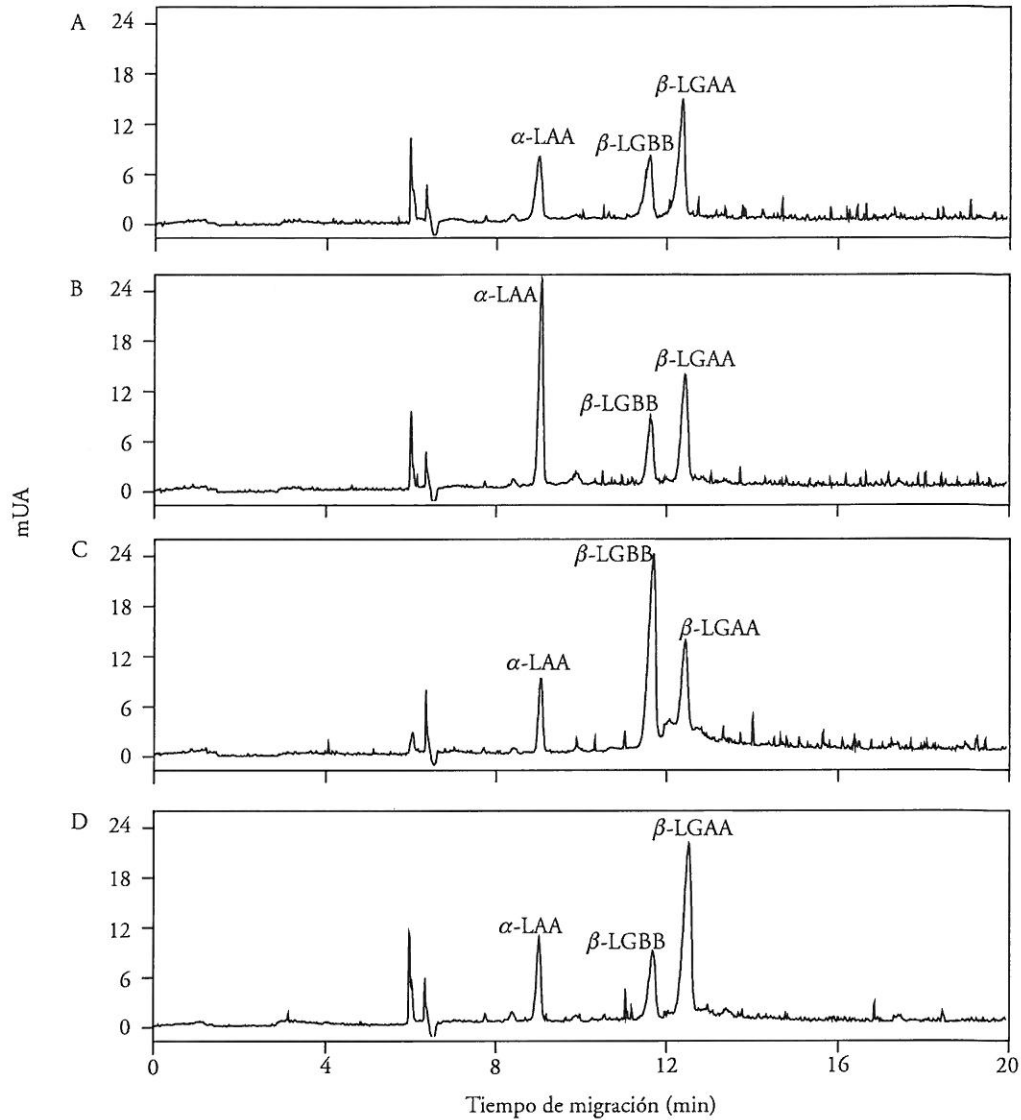 A
24
18
12
6
0
α-LAA
β-LGBB
β-LGAA
B
24
18
12
6
0
α-LAA
β-LGBB
β-LGAA
mUA
C
24
18
12
6
0
α-LAA
β-LGBB
β-LGAA
D
24
18
12
6
0
α-LAA
β-LGBB
β-LGAA
0 4 8 12 16 20
Tiempo de migración (min)